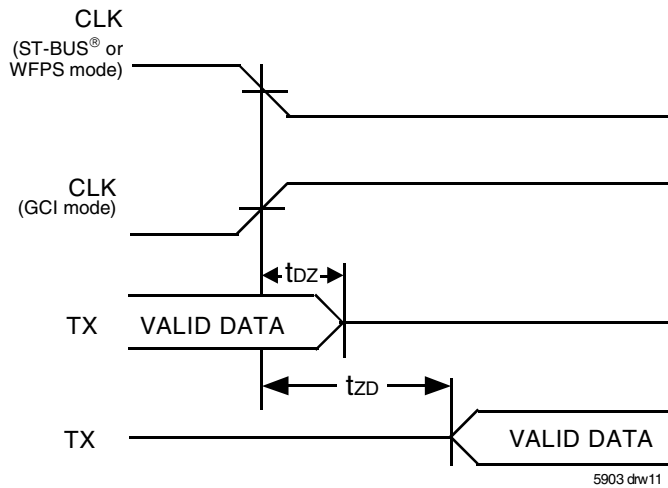 CLK
(ST-BUS® or
WFPS mode)
CLK
(GCI mode)
tDZ
TX
VALID DATA
tZD
TX
VALID DATA
5903 drw11